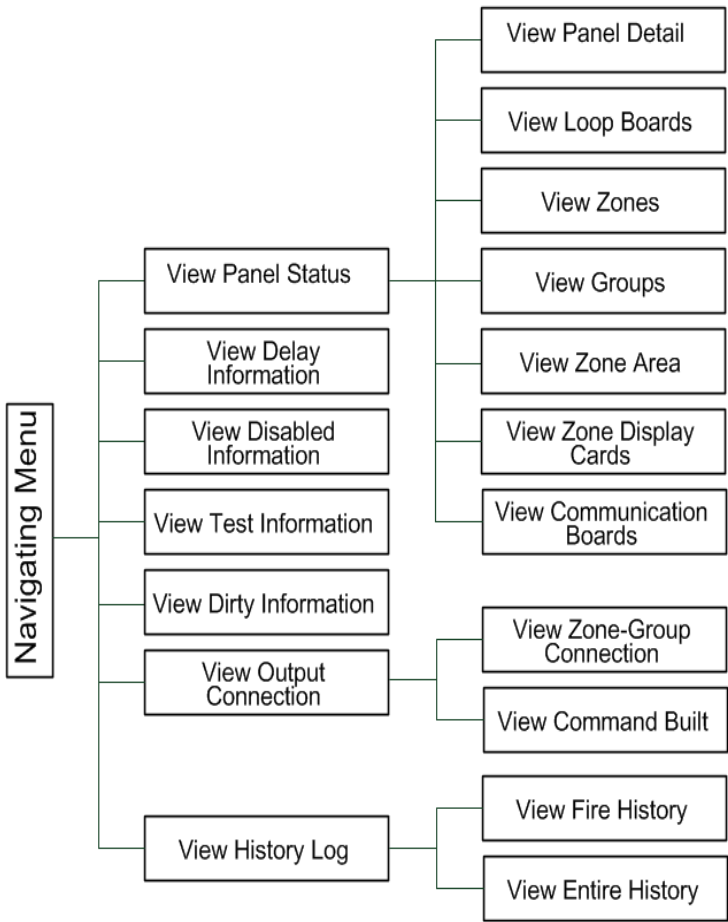 Navigating Menu
View Panel Status
View Delay
Information
View Disabled
Information
View Test Information
View Dirty Information
View Output
Connection
View History Log
View Panel Detail
View Loop Boards
View Zones
View Groups
View Zone Area
View Zone Display
Cards
View Communication
Boards
View Zone-Group
Connection
View Command Built
View Fire History
View Entire History